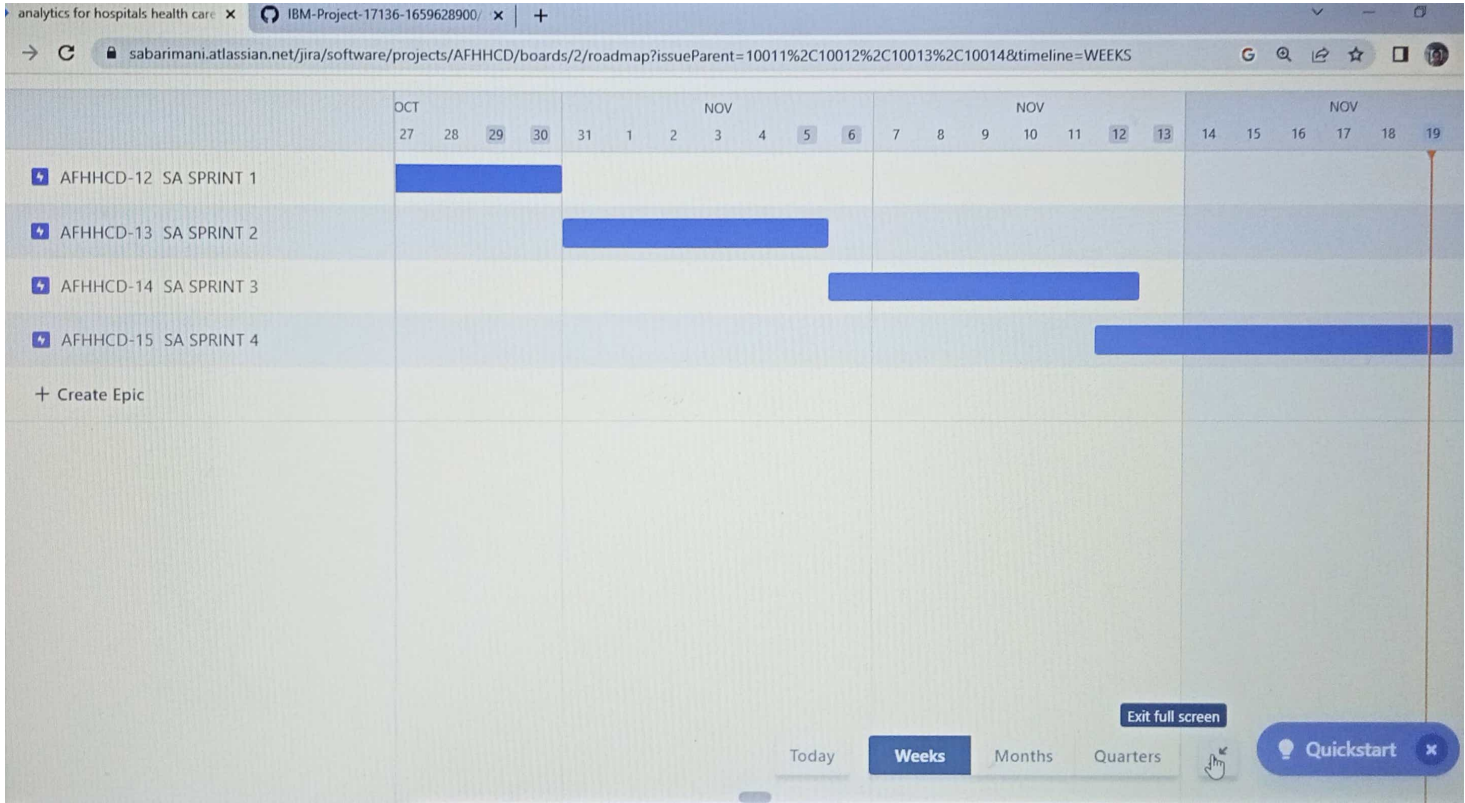 analytics for hospitals health care × IBM-Project-17136-1659628900/ × +
sabarimani.atlassian.net/jira/software/projects/AFHHCD/boards/2/roadmap?issueParent=10011%2C10012%2C10013%2C10014&timeline=WEEKS G
OCT NOV NOV NOV
27 28 29 30 31 1 2 3 4 5 6 7 8 9 10 11 12 13 14 15 16 17 18 19
AFHHCD-12 SA SPRINT 1
AFHHCD-13 SA SPRINT 2
AFHHCD-14 SA SPRINT 3
AFHHCD-15 SA SPRINT 4
+ Create Epic
Exit full screen
Today Weeks Months Quarters Quickstart ×